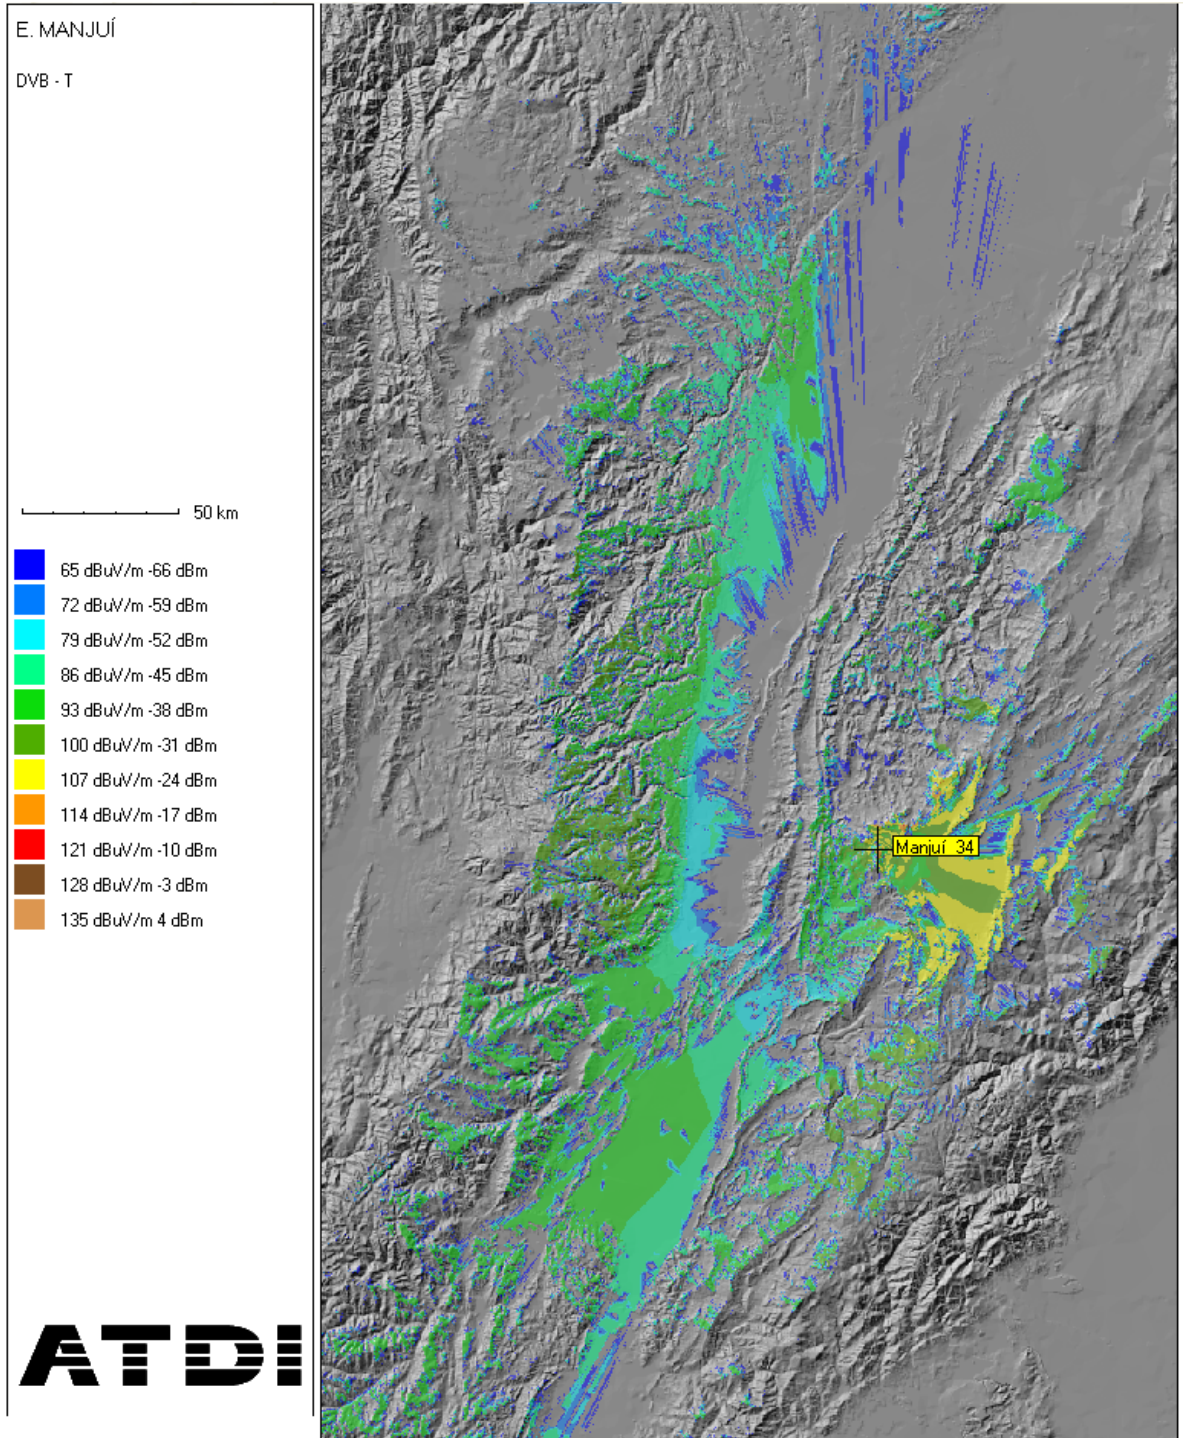 E. MANJUÍ
DVB - T
50 km
65 dBuV/m -66 dBm
72 dBuV/m -59 dBm
79 dBuV/m -52 dBm
86 dBuV/m -45 dBm
93 dBuV/m -38 dBm
100 dBuV/m -31 dBm
107 dBuV/m -24 dBm
114 dBuV/m -17 dBm
121 dBuV/m -10 dBm
128 dBuV/m -3 dBm
135 dBuV/m 4 dBm
Manjuí 34
ATDI